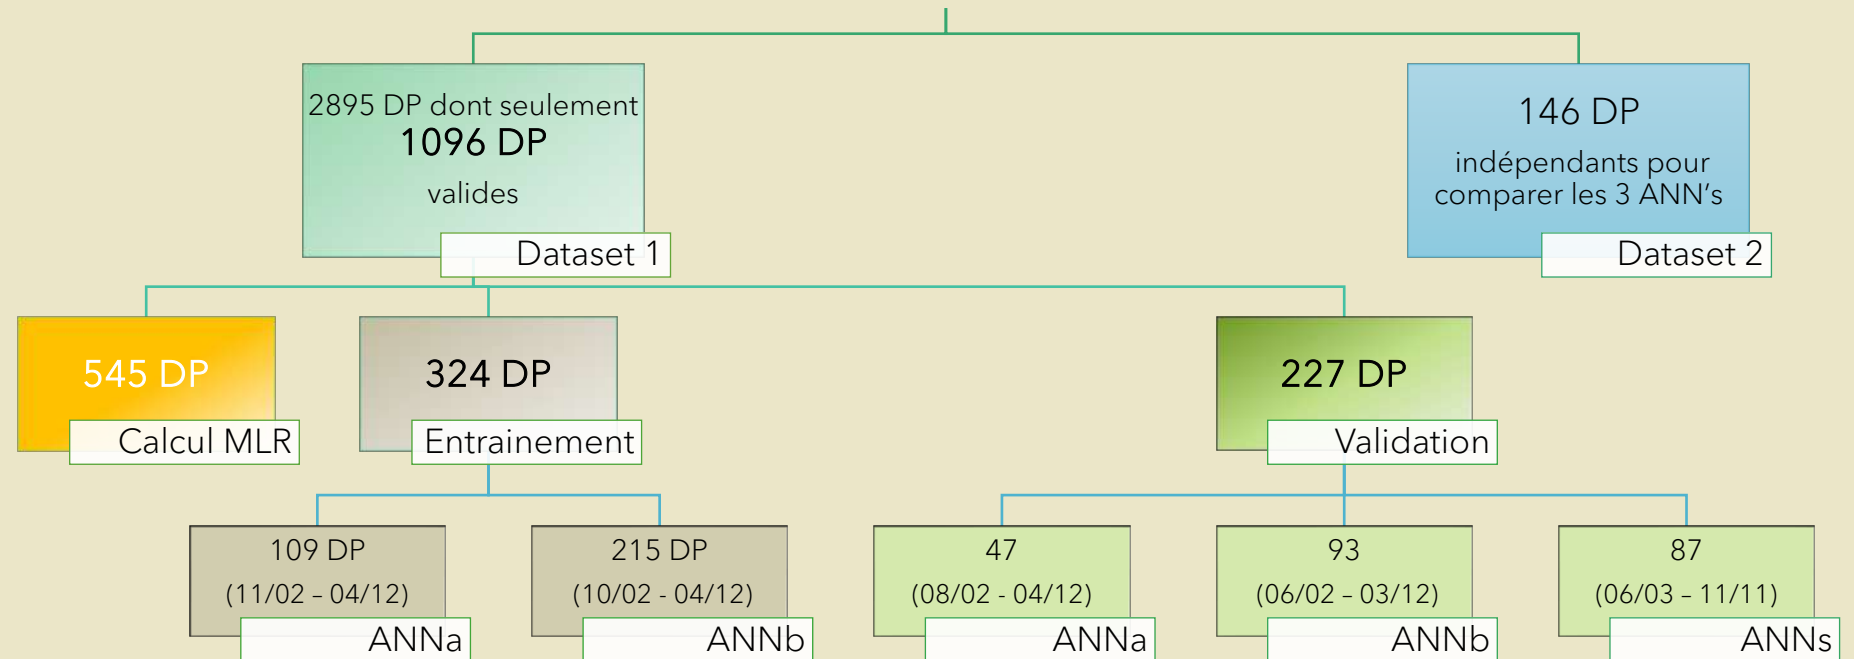 2895 DP dont seulement
1096 DP
valides
Dataset 1
146 DP
indépendants pour
comparer les 3 ANN's
Dataset 2
545 DP
Calcul MLR
324 DP
Entrainement
227 DP
Validation
109 DP
(11/02 – 04/12)
ANNa
215 DP
(10/02 - 04/12)
ANNb
47
(08/02 - 04/12)
ANNa
93
(06/02 – 03/12)
ANNb
87
(06/03 – 11/11)
ANNs